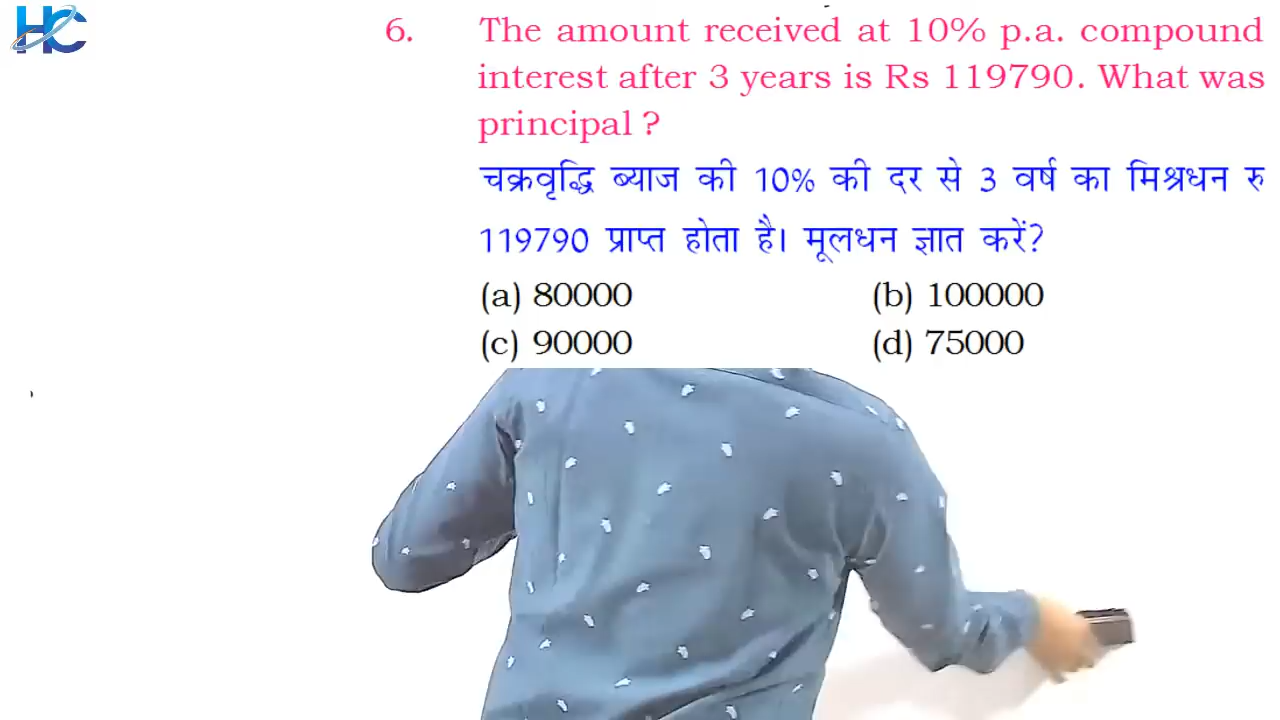 HC
6. The amount received at 10% p.a. compound
interest after 3 years is Rs 119790. What was
principal ?
चक्रवृद्धि ब्याज की 10% की दर से 3 वर्ष का मिश्रधन रु
119790 प्राप्त होता है। मूलधन ज्ञात करें?
(a) 80000 (b) 100000
(c) 90000 (d) 75000